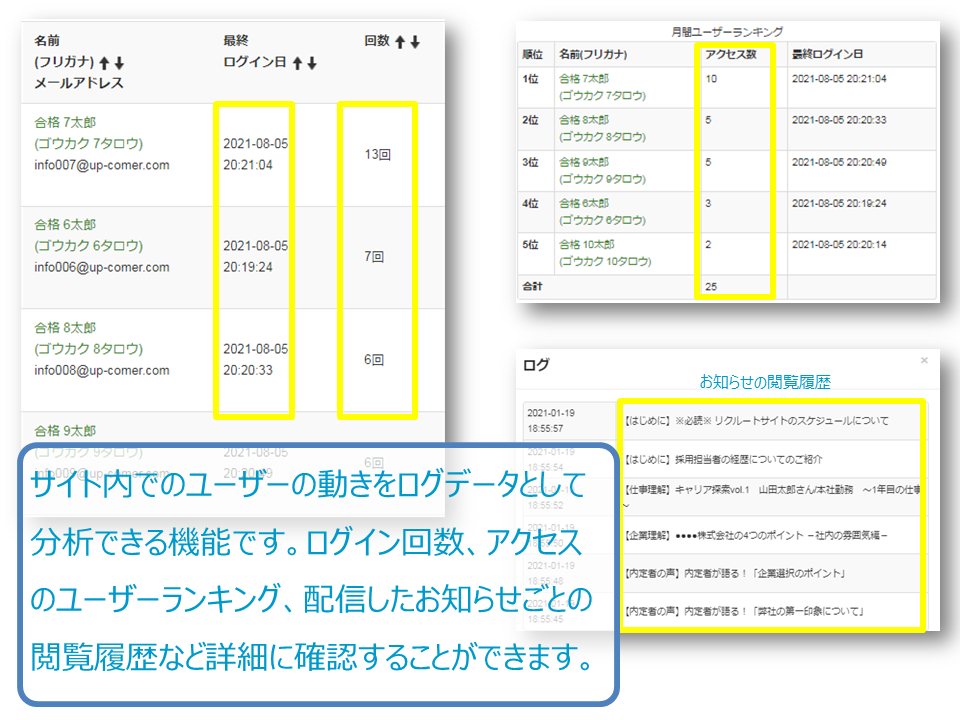 名前
(フリガナ)
メールアドレス
最終
ログイン日
回数
合格 7太郎
(ゴウカク 7タロウ)
info007@up-comer.com
2021-08-05
20:21:04
13回
合格 6太郎
(ゴウカク 6タロウ)
info006@up-comer.com
2021-08-05
20:19:24
7回
合格 8太郎
(ゴウカク 8タロウ)
info008@up-comer.com
2021-08-05
20:20:33
6回
合格 9太郎
(ゴウカク 9タロウ)
info009@up-comer.com
2021-08-05
20:20:49
6回
サイト内でのユーザーの動きをログデータとして
分析できる機能です。ログイン回数、アクセス
のユーザーランキング、配信したお知らせごとの
閲覧履歴など詳細に確認することができます。
月間ユーザーランキング
順位 名前(フリガナ) アクセス数 最終ログイン日
1位 合格 7太郎 10 2021-08-05 20:21:04
(ゴウカク 7タロウ)
2位 合格 8太郎 5 2021-08-05 20:20:33
(ゴウカク 8タロウ)
3位 合格 9太郎 5 2021-08-05 20:20:49
(ゴウカク 9タロウ)
4位 合格 6太郎 3 2021-08-05 20:19:24
(ゴウカク 6タロウ)
5位 合格 10太郎 2 2021-08-05 20:20:14
(ゴウカク 10タロウ)
合計 25
ログ
×
お知らせの閲覧履歴
2021-01-19
18:55:57
【はじめに】※必読※ リクルートサイトのスケジュールについて
2021-01-19
18:55:54
【はじめに】採用担当者の経歴についてのご紹介
2021-01-19
18:55:52
【仕事理解】キャリア探索vol.1 山田太郎さん/本社勤務 ~1年目の仕事
~
2021-01-19
【企業理解】●●●●株式会社の4つのポイント －社内の雰囲気編－
2021-01-19
18:55:48
【内定者の声】内定者が語る！「企業選択のポイント」
18:55:45
【内定者の声】内定者が語る！「弊社の第一印象について」